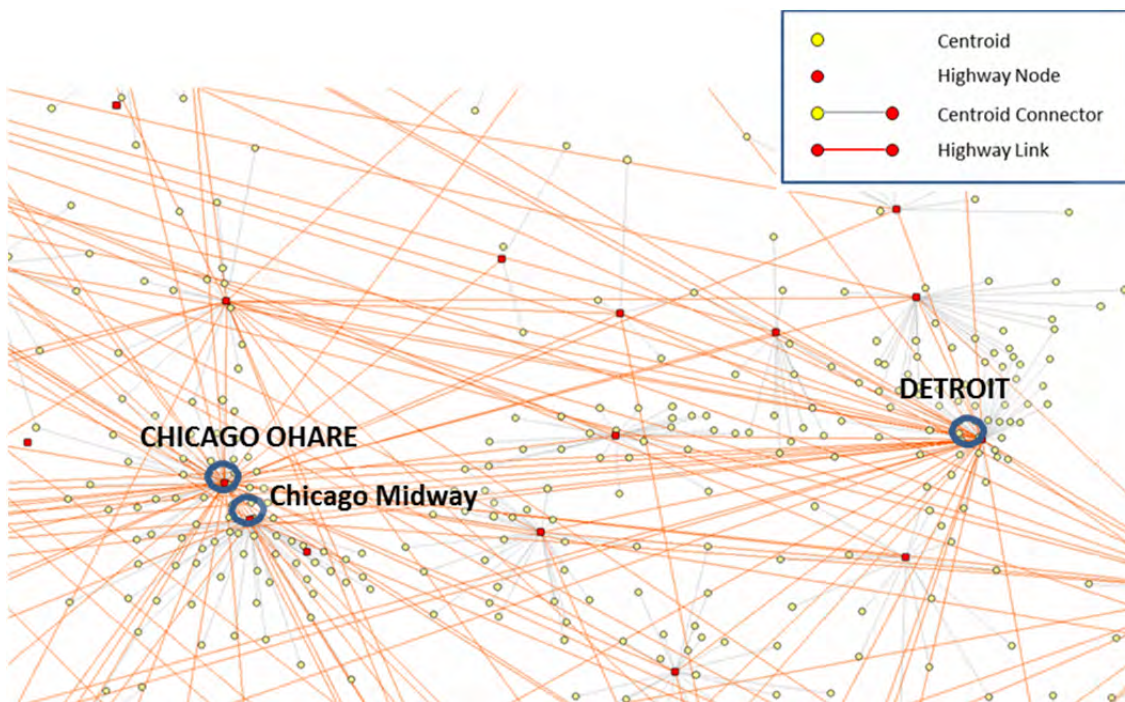 Centroid
Highway Node
Centroid Connector
Highway Link
DETROIT
CHICAGO OHARE
Chicago Midway